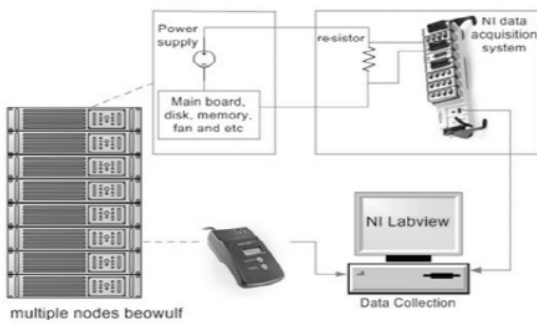 Power
supply
Main board,
disk, memory,
fan and etc
resistor
NI data
acquisition
system
NI Labview
Data Collection
multiple nodes beowulf